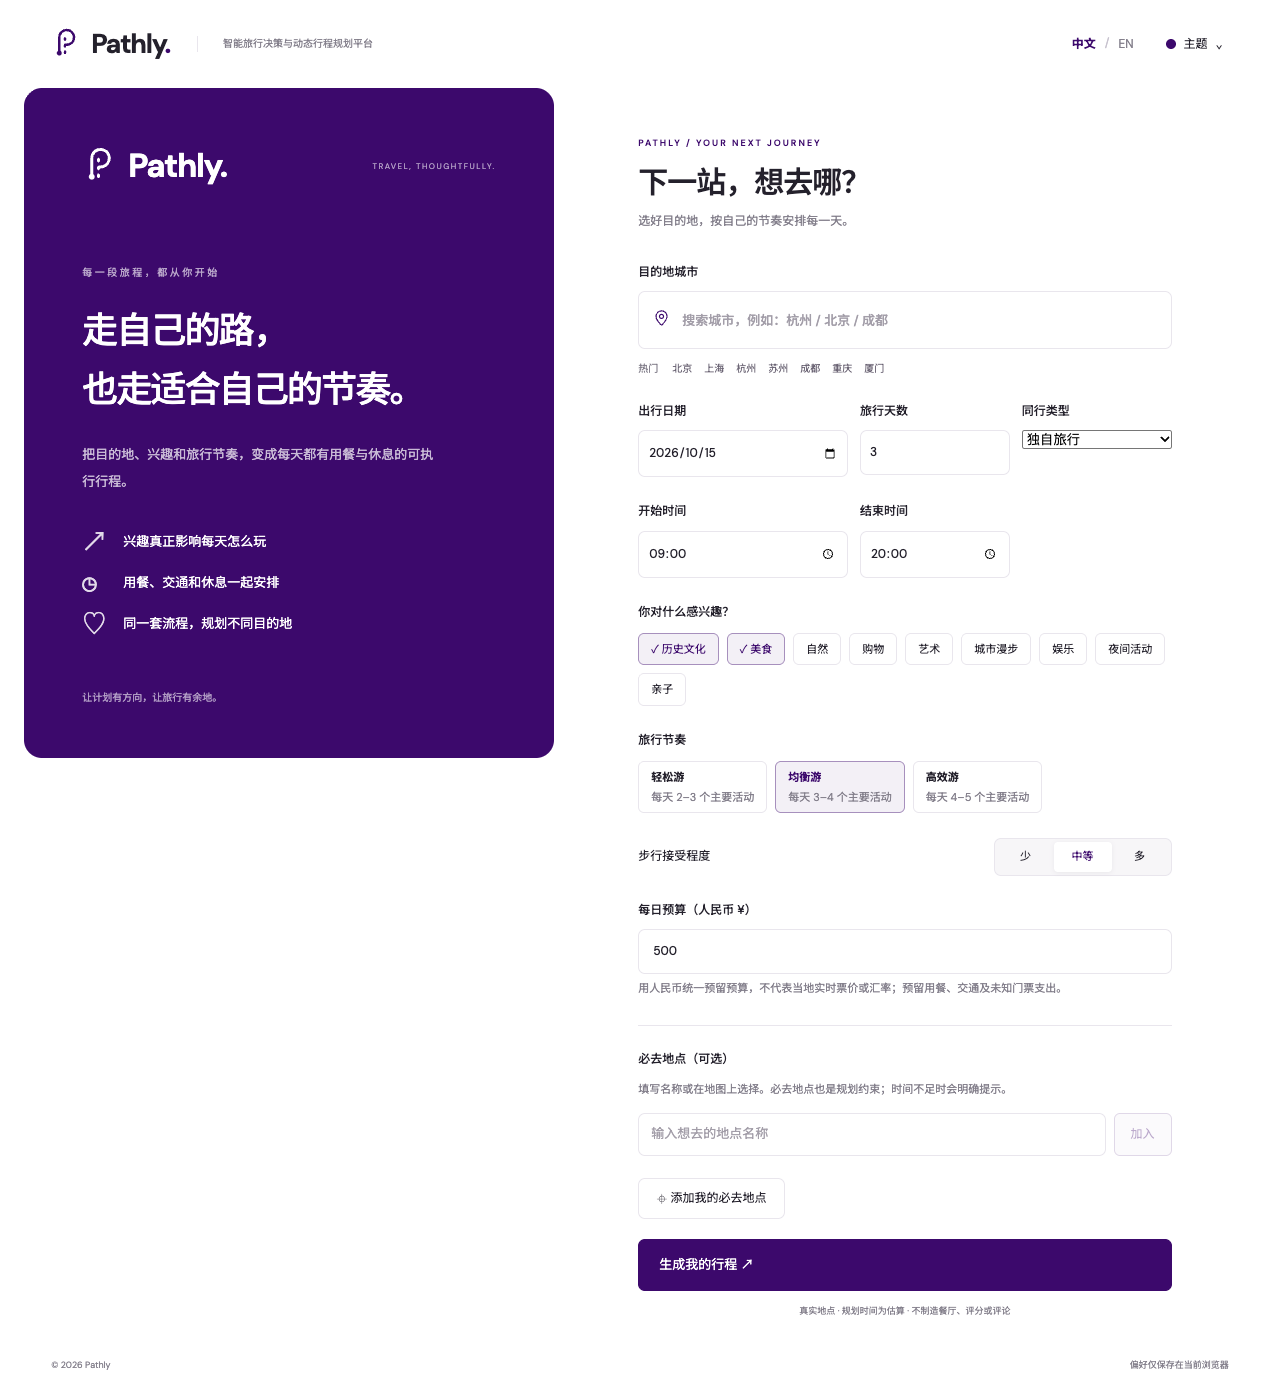 Pathly.
智能旅行决策与动态行程规划平台
中文 / EN
主题
Pathly.
TRAVEL, THOUGHTFULLY.
每一段旅程，都从你开始
走自己的路，
也走适合自己的节奏。
把目的地、兴趣和旅行节奏，变成每天都有用餐与休息的可执
行行程。
兴趣真正影响每天怎么玩
用餐、交通和休息一起安排
同一套流程，规划不同目的地
让计划有方向，让旅行有余地。
PATHLY / YOUR NEXT JOURNEY
下一站，想去哪？
选好目的地，按自己的节奏安排每一天。
目的地城市
搜索城市，例如：杭州 / 北京 / 成都
热门 北京 上海 杭州 苏州 成都 重庆 厦门
出行日期 旅行天数 同行类型
2026/10/15 3 独自旅行
开始时间 结束时间
09:00 20:00
你对什么感兴趣？
✓ 历史文化 ✓ 美食 自然 购物 艺术 城市漫步 娱乐 夜间活动
亲子
旅行节奏
轻松游 均衡游 高效游
每天 2–3 个主要活动 每天 3–4 个主要活动 每天 4–5 个主要活动
步行接受程度 少 中等 多
每日预算（人民币 ¥）
500
用人民币统一预留预算，不代表当地实时票价或汇率；预留用餐、交通及未知门票支出。
必去地点（可选）
填写名称或在地图上选择。必去地点也是规划约束；时间不足时会明确提示。
输入想去的地点名称 加入
⌖ 添加我的必去地点
生成我的行程 ↗
真实地点 · 规划时间为估算 · 不制造餐厅、评分或评论
© 2026 Pathly 偏好仅保存在当前浏览器